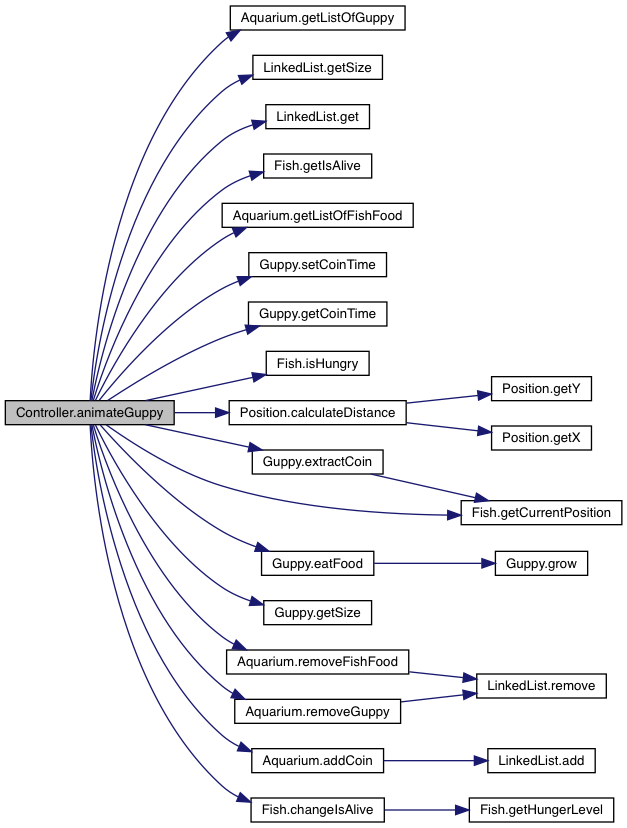 Aquarium.getListOfGuppy
LinkedList.getSize
LinkedList.get
Fish.getIsAlive
Aquarium.getListOfFishFood
Guppy.setCoinTime
Guppy.getCoinTime
Fish.isHungry
Controller.animateGuppy
Position.calculateDistance
Position.getY
Position.getX
Guppy.extractCoin
Fish.getCurrentPosition
Guppy.eatFood
Guppy.grow
Guppy.getSize
Aquarium.removeFishFood
LinkedList.remove
Aquarium.removeGuppy
Aquarium.addCoin
LinkedList.add
Fish.changeIsAlive
Fish.getHungerLevel